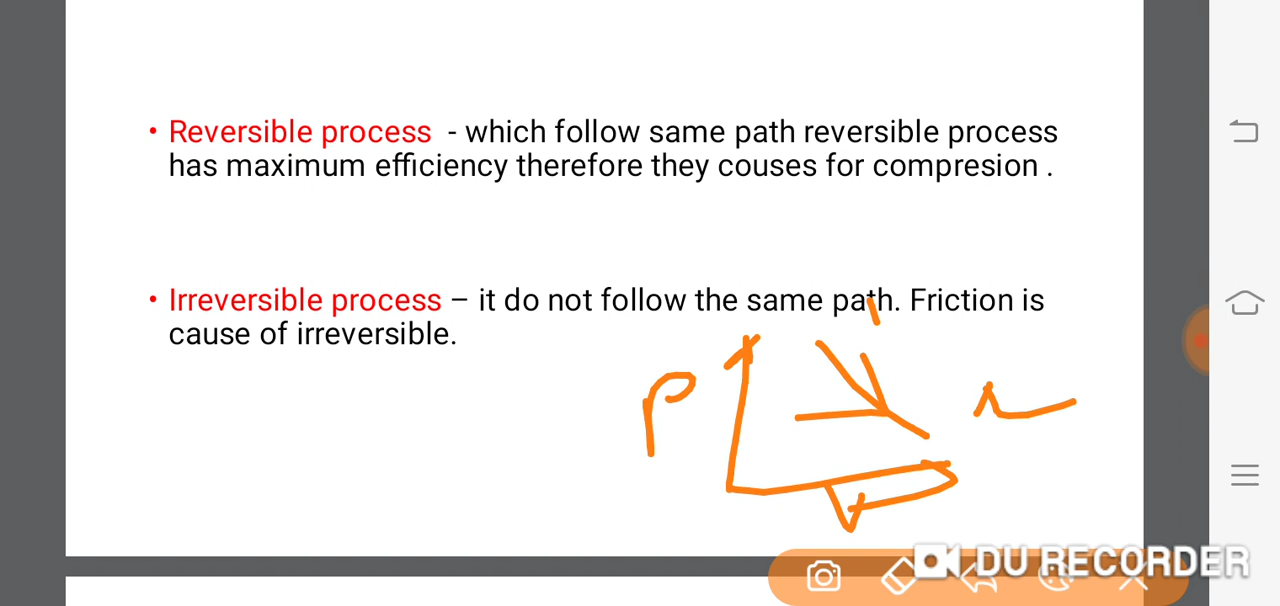 • Reversible process - which follow same path reversible process
has maximum efficiency therefore they couses for compresion .
• Irreversible process – it do not follow the same path. Friction is
cause of irreversible.
1
P
V
DU RECORDER